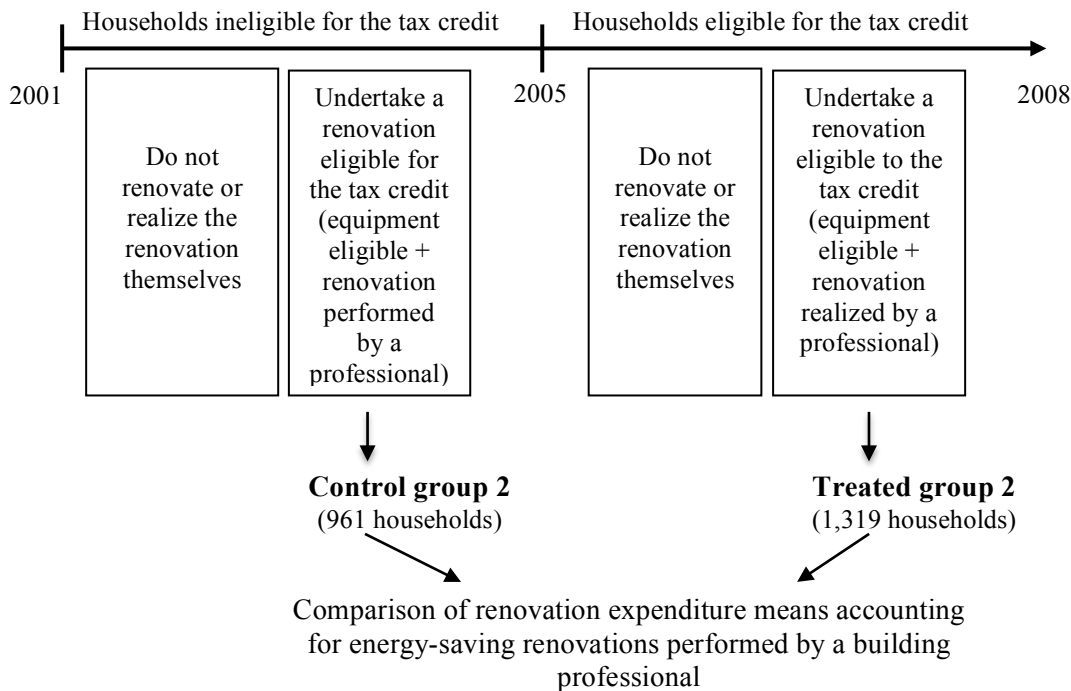 Households ineligible for the tax credit
Households eligible for the tax credit
2001
2005
2008
Do not
renovate or
realize the
renovation
themselves
Undertake a
renovation
eligible for
the tax credit
(equipment
eligible +
renovation
performed
by a
professional)
Do not
renovate or
realize the
renovation
themselves
Undertake a
renovation
eligible to the
tax credit
(equipment
eligible +
renovation
realized by a
professional)
Control group 2
(961 households)
Treated group 2
(1,319 households)
Comparison of renovation expenditure means accounting
for energy-saving renovations performed by a building
professional